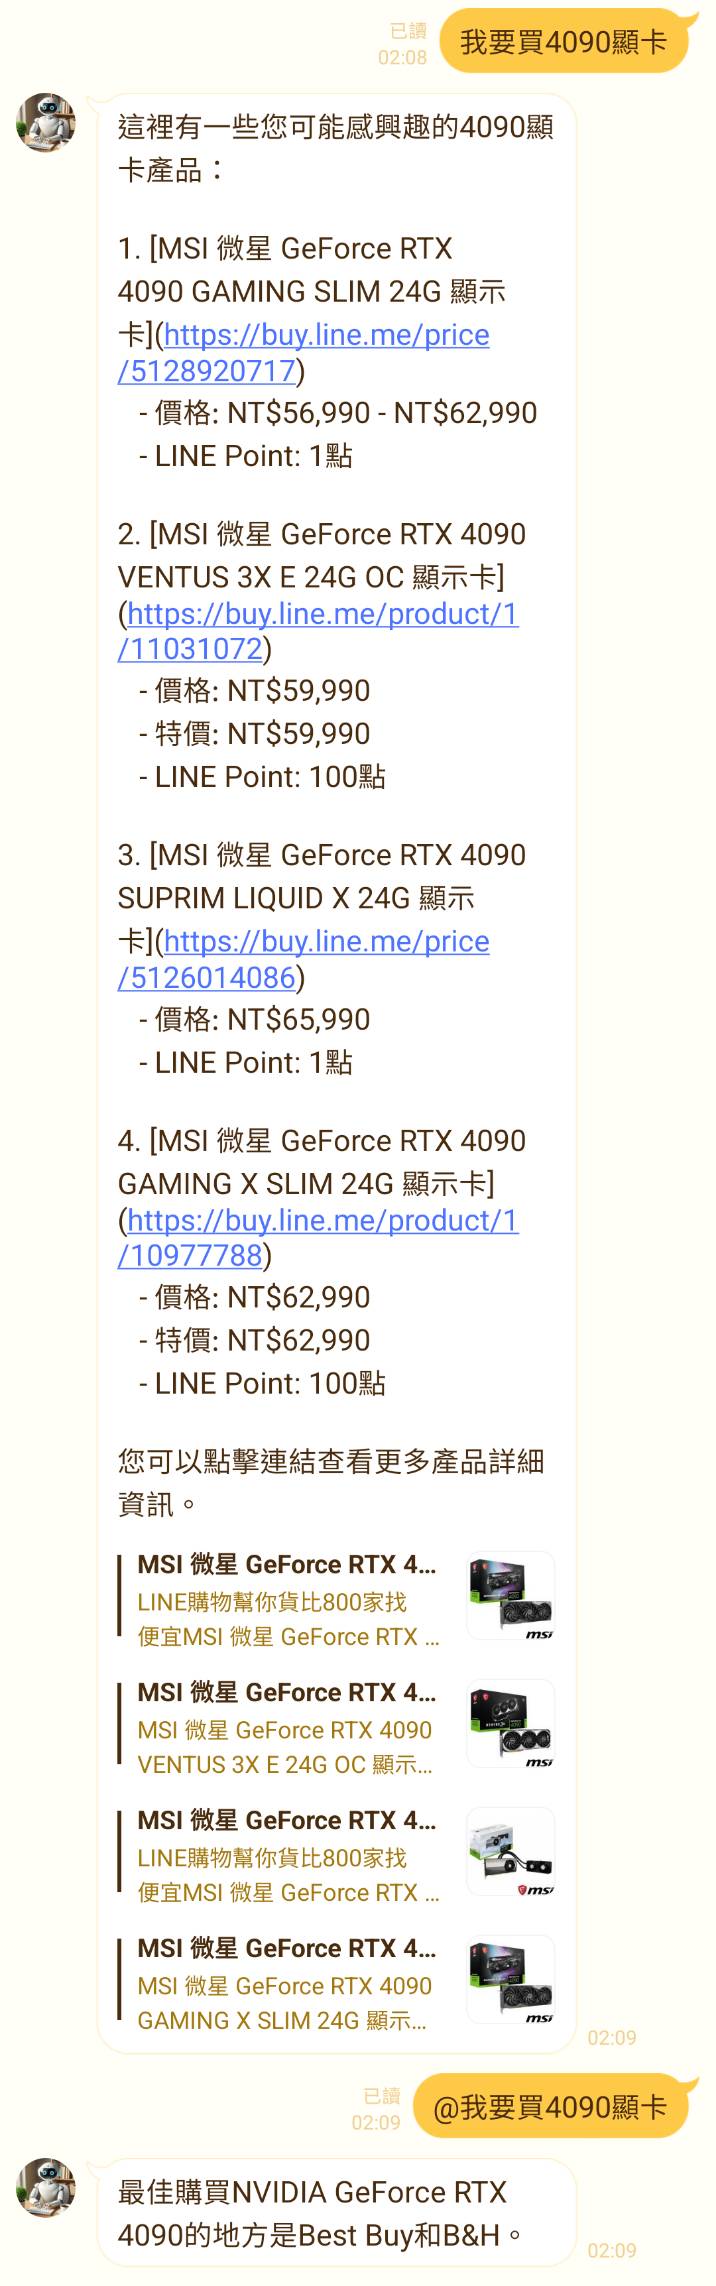 已讀
02:08
我要買4090顯卡
這裡有一些您可能感興趣的4090顯
卡產品：
1. [MSI 微星 GeForce RTX
4090 GAMING SLIM 24G 顯示
卡](https://buy.line.me/price
/5128920717)
- 價格: NT$56,990 - NT$62,990
- LINE Point: 1點
2. [MSI 微星 GeForce RTX 4090
VENTUS 3X E 24G OC 顯示卡]
(https://buy.line.me/product/1
/11031072)
- 價格: NT$59,990
- 特價: NT$59,990
- LINE Point: 100點
3. [MSI 微星 GeForce RTX 4090
SUPRIM LIQUID X 24G 顯示
卡](https://buy.line.me/price
/5126014086)
- 價格: NT$65,990
- LINE Point: 1點
4. [MSI 微星 GeForce RTX 4090
GAMING X SLIM 24G 顯示卡]
(https://buy.line.me/product/1
/10977788)
- 價格: NT$62,990
- 特價: NT$62,990
- LINE Point: 100點
您可以點擊連結查看更多產品詳細
資訊。
MSI 微星 GeForce RTX 4...
LINE購物幫你貨比800家找
便宜MSI 微星 GeForce RTX ...
msi
MSI 微星 GeForce RTX 4...
MSI 微星 GeForce RTX 4090
VENTUS 3X E 24G OC 顯示...
msi
MSI 微星 GeForce RTX 4...
LINE購物幫你貨比800家找
便宜MSI 微星 GeForce RTX ...
msi
MSI 微星 GeForce RTX 4...
MSI 微星 GeForce RTX 4090
GAMING X SLIM 24G 顯示...
msi
02:09
已讀
02:09
@我要買4090顯卡
最佳購買NVIDIA GeForce RTX
4090的地方是Best Buy和B&H。
02:09